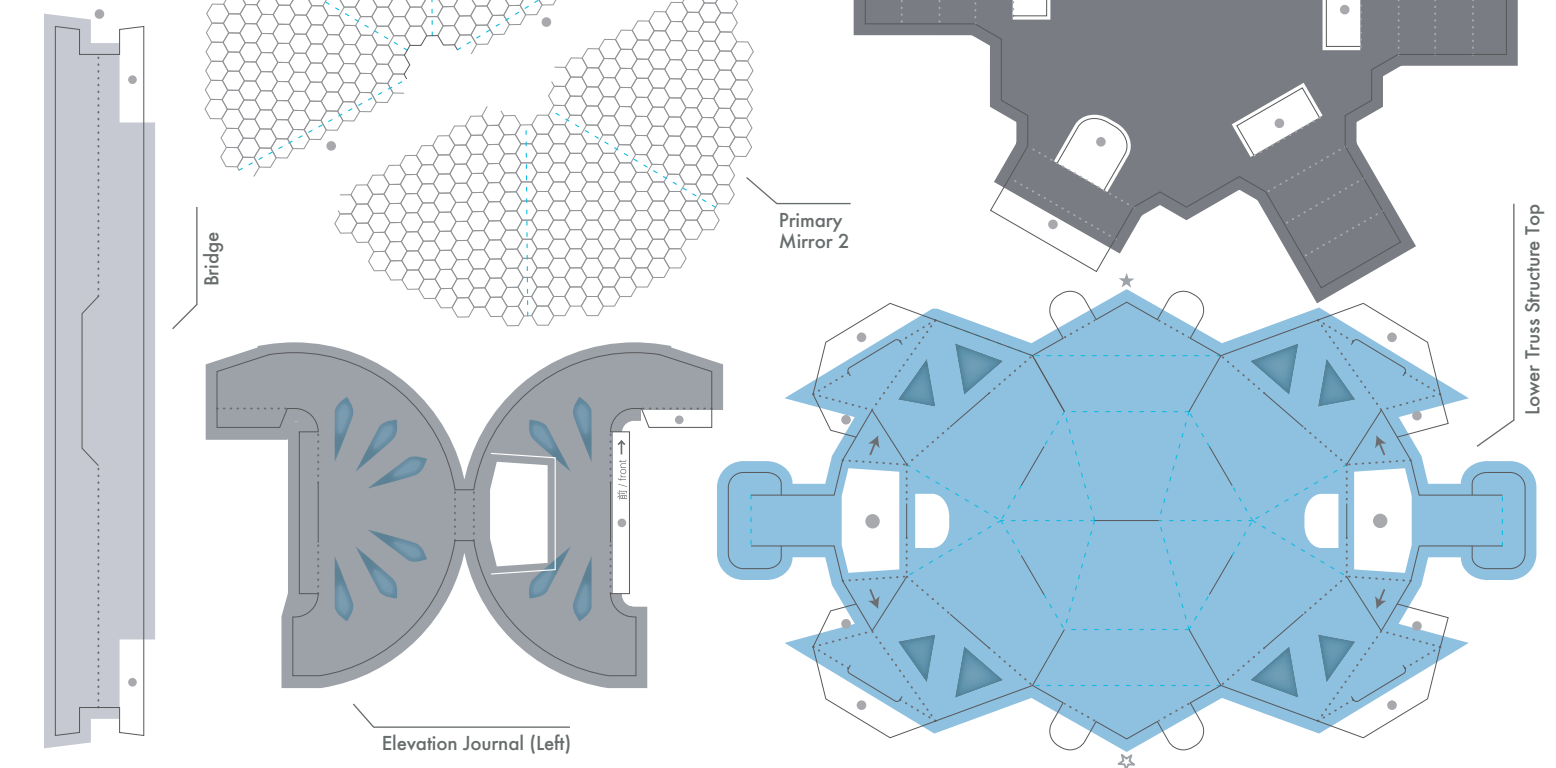 Bridge
Primary
Mirror 2
Lower Truss Structure Top
前 / front
Elevation Journal (Left)